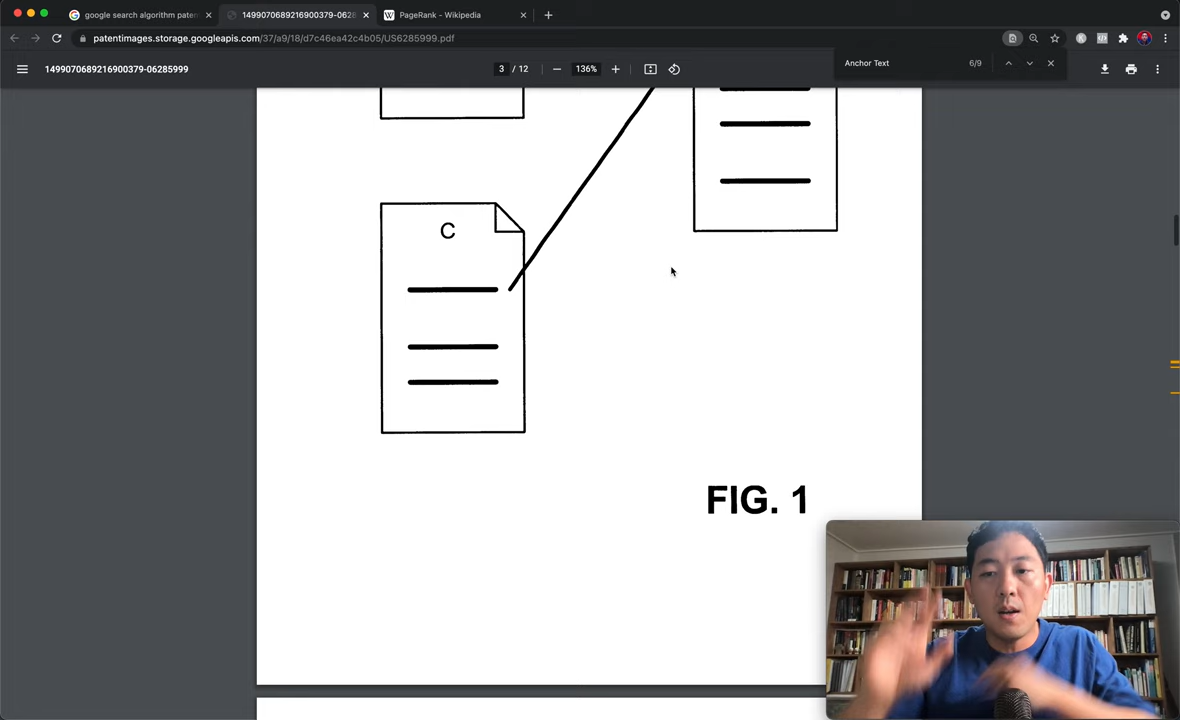 google search algorithm paten
1499070689216900379-0628
PageRank - Wikipedia
patentimages.storage.googleapis.com/37/a9/18/d7c46ea42c4b05/US6285999.pdf
1499070689216900379-06285999
3 / 12
136%
Anchor Text
6/9
C
FIG. 1